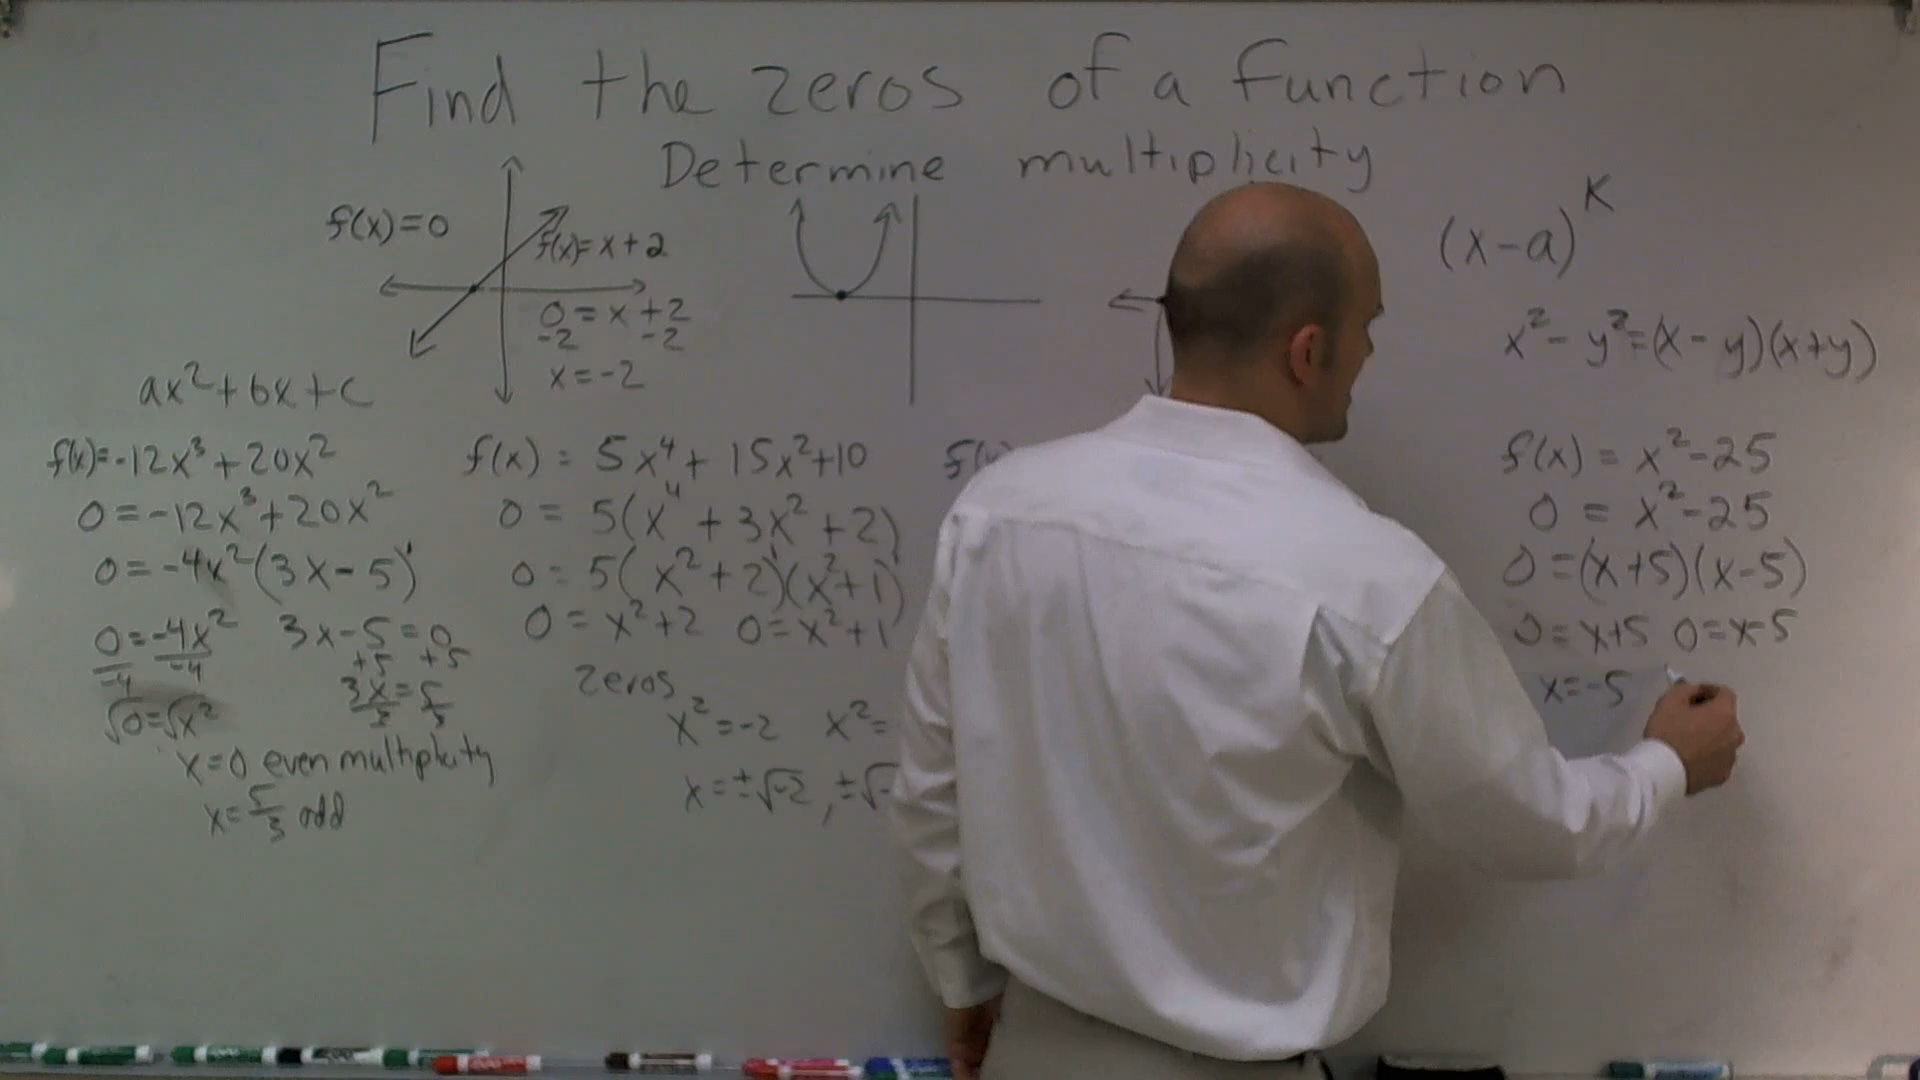 Find the zeros of a function
Determine multiplicity
f(x)=0
f(x)=x+2
0=x+2
-2 -2
x=-2
(x-a)^K
x²-y²=(x-y)(x+y)
ax²+bx+c
f(x)=-12x³+20x²
0=-12x³+20x²
0=-4x²(3x-5)¹
0=-4x² 3x-5=0
-4 -4 +5 +5
3x=5
3 3
√0=√x²
x=0 even multiplicity
x=5/3 odd
f(x)=5x⁴+15x²+10
0=5(x⁴+3x²+2)
0=5(x²+2)¹(x²+1)¹
0=x²+2 0=x²+1
zeros
x²=-2 x²=
x=±√-2, ±√-
f(x)=x²-25
0=x²-25
0=(x+5)(x-5)
0=x+5 0=x-5
x=-5